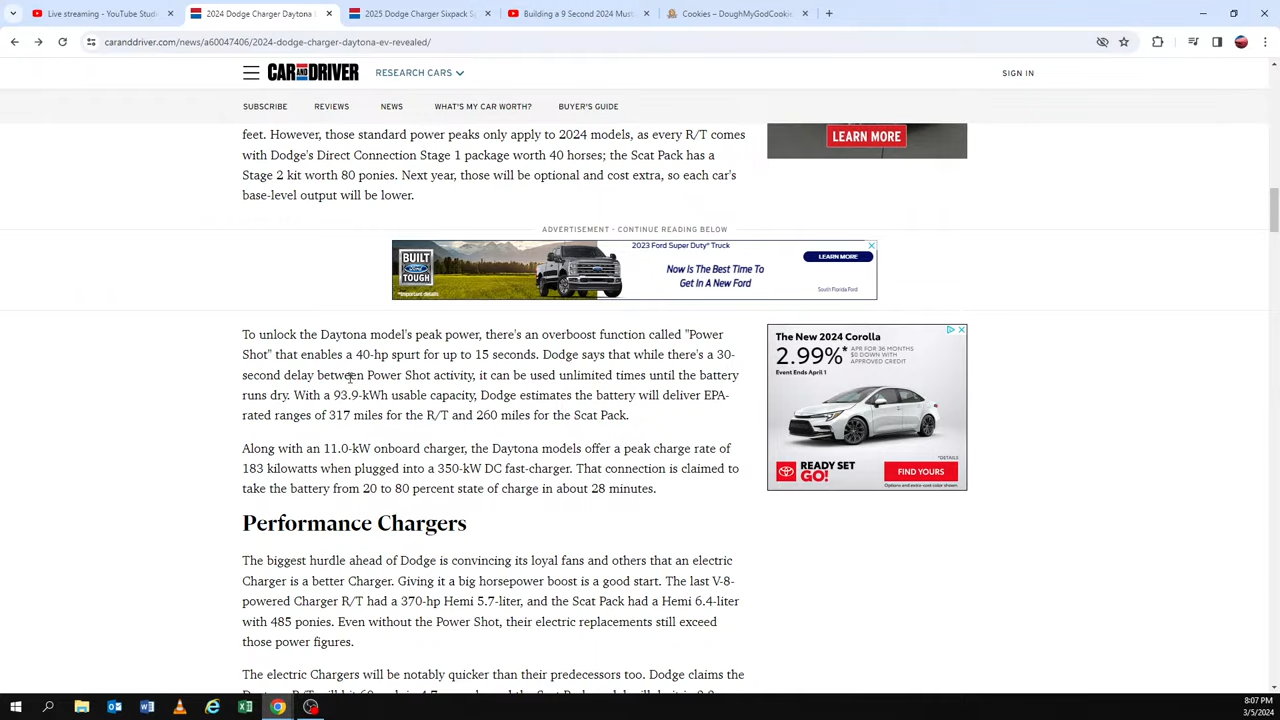 Live streaming - YouTube Stud
2024 Dodge Charger Daytona
2025 Dodge Charger Sixpack S
Building a 9 Second 2024 Must
Cookies – DoughMyGodCookie
caranddriver.com/news/a60047406/2024-dodge-charger-daytona-ev-revealed/
CAR AND DRIVER
RESEARCH CARS
SIGN IN
SUBSCRIBE
REVIEWS
NEWS
WHAT'S MY CAR WORTH?
BUYER'S GUIDE
feet. However, those standard power peaks only apply to 2024 models, as every R/T comes
with Dodge's Direct Connection Stage 1 package worth 40 horses; the Scat Pack has a
Stage 2 kit worth 80 ponies. Next year, those will be optional and cost extra, so each car's
base-level output will be lower.
LEARN MORE
ADVERTISEMENT - CONTINUE READING BELOW
BUILT
Ford
TOUGH
*Important details
2023 Ford Super Duty® Truck
Now Is The Best Time To
Get In A New Ford
LEARN MORE
South Florida Ford
To unlock the Daytona model's peak power, there's an overboost function called "Power
Shot" that enables a 40-hp spurt for up to 15 seconds. Dodge says that while there's a 30-
second delay between Power Shot activity, it can be used unlimited times until the battery
runs dry. With a 93.9-kWh usable capacity, Dodge estimates the battery will deliver EPA-
rated ranges of 317 miles for the R/T and 260 miles for the Scat Pack.
Along with an 11.0-kW onboard charger, the Daytona models offer a peak charge rate of
183 kilowatts when plugged into a 350-kW DC fast-charger. That connection is claimed to
take the battery from 20 to 80 percent state of charge in about 28 minutes.
The New 2024 Corolla
2.99%*
APR FOR 36 MONTHS
$0 DOWN WITH
APPROVED CREDIT
Event Ends April 1
*DETAILS
READY SET
GO!
FIND YOURS
Options and extra cost color shown.
Performance Chargers
The biggest hurdle ahead of Dodge is convincing its loyal fans and others that an electric
Charger is a better Charger. Giving it a big horsepower boost is a good start. The last V-8-
powered Charger R/T had a 370-hp Hemi 5.7-liter, and the Scat Pack had a Hemi 6.4-liter
with 485 ponies. Even without the Power Shot, their electric replacements still exceed
those power figures.
The electric Chargers will be notably quicker than their predecessors too. Dodge claims the
8:07 PM
3/5/2024